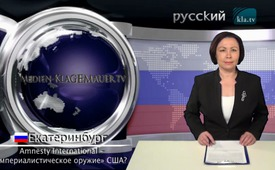 русский
kla.tv
MEDIEN-KLAGEMAUER.TV
Екатеринбург
Amnesty International –
«империалистическое оружие» США?